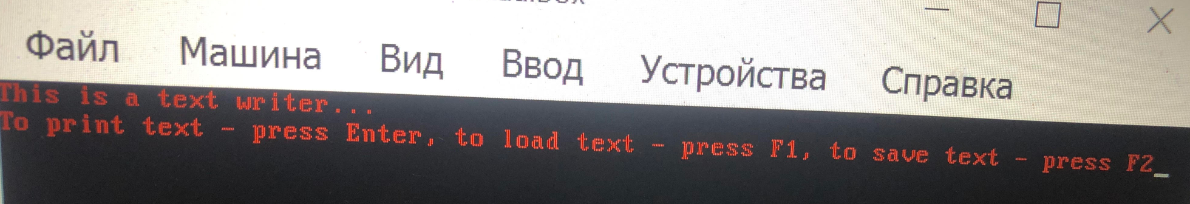 Файл Машина Вид Ввод Устройства Справка
This is a text writer...
To print text - press Enter, to load text - press F1, to save text - press F2_